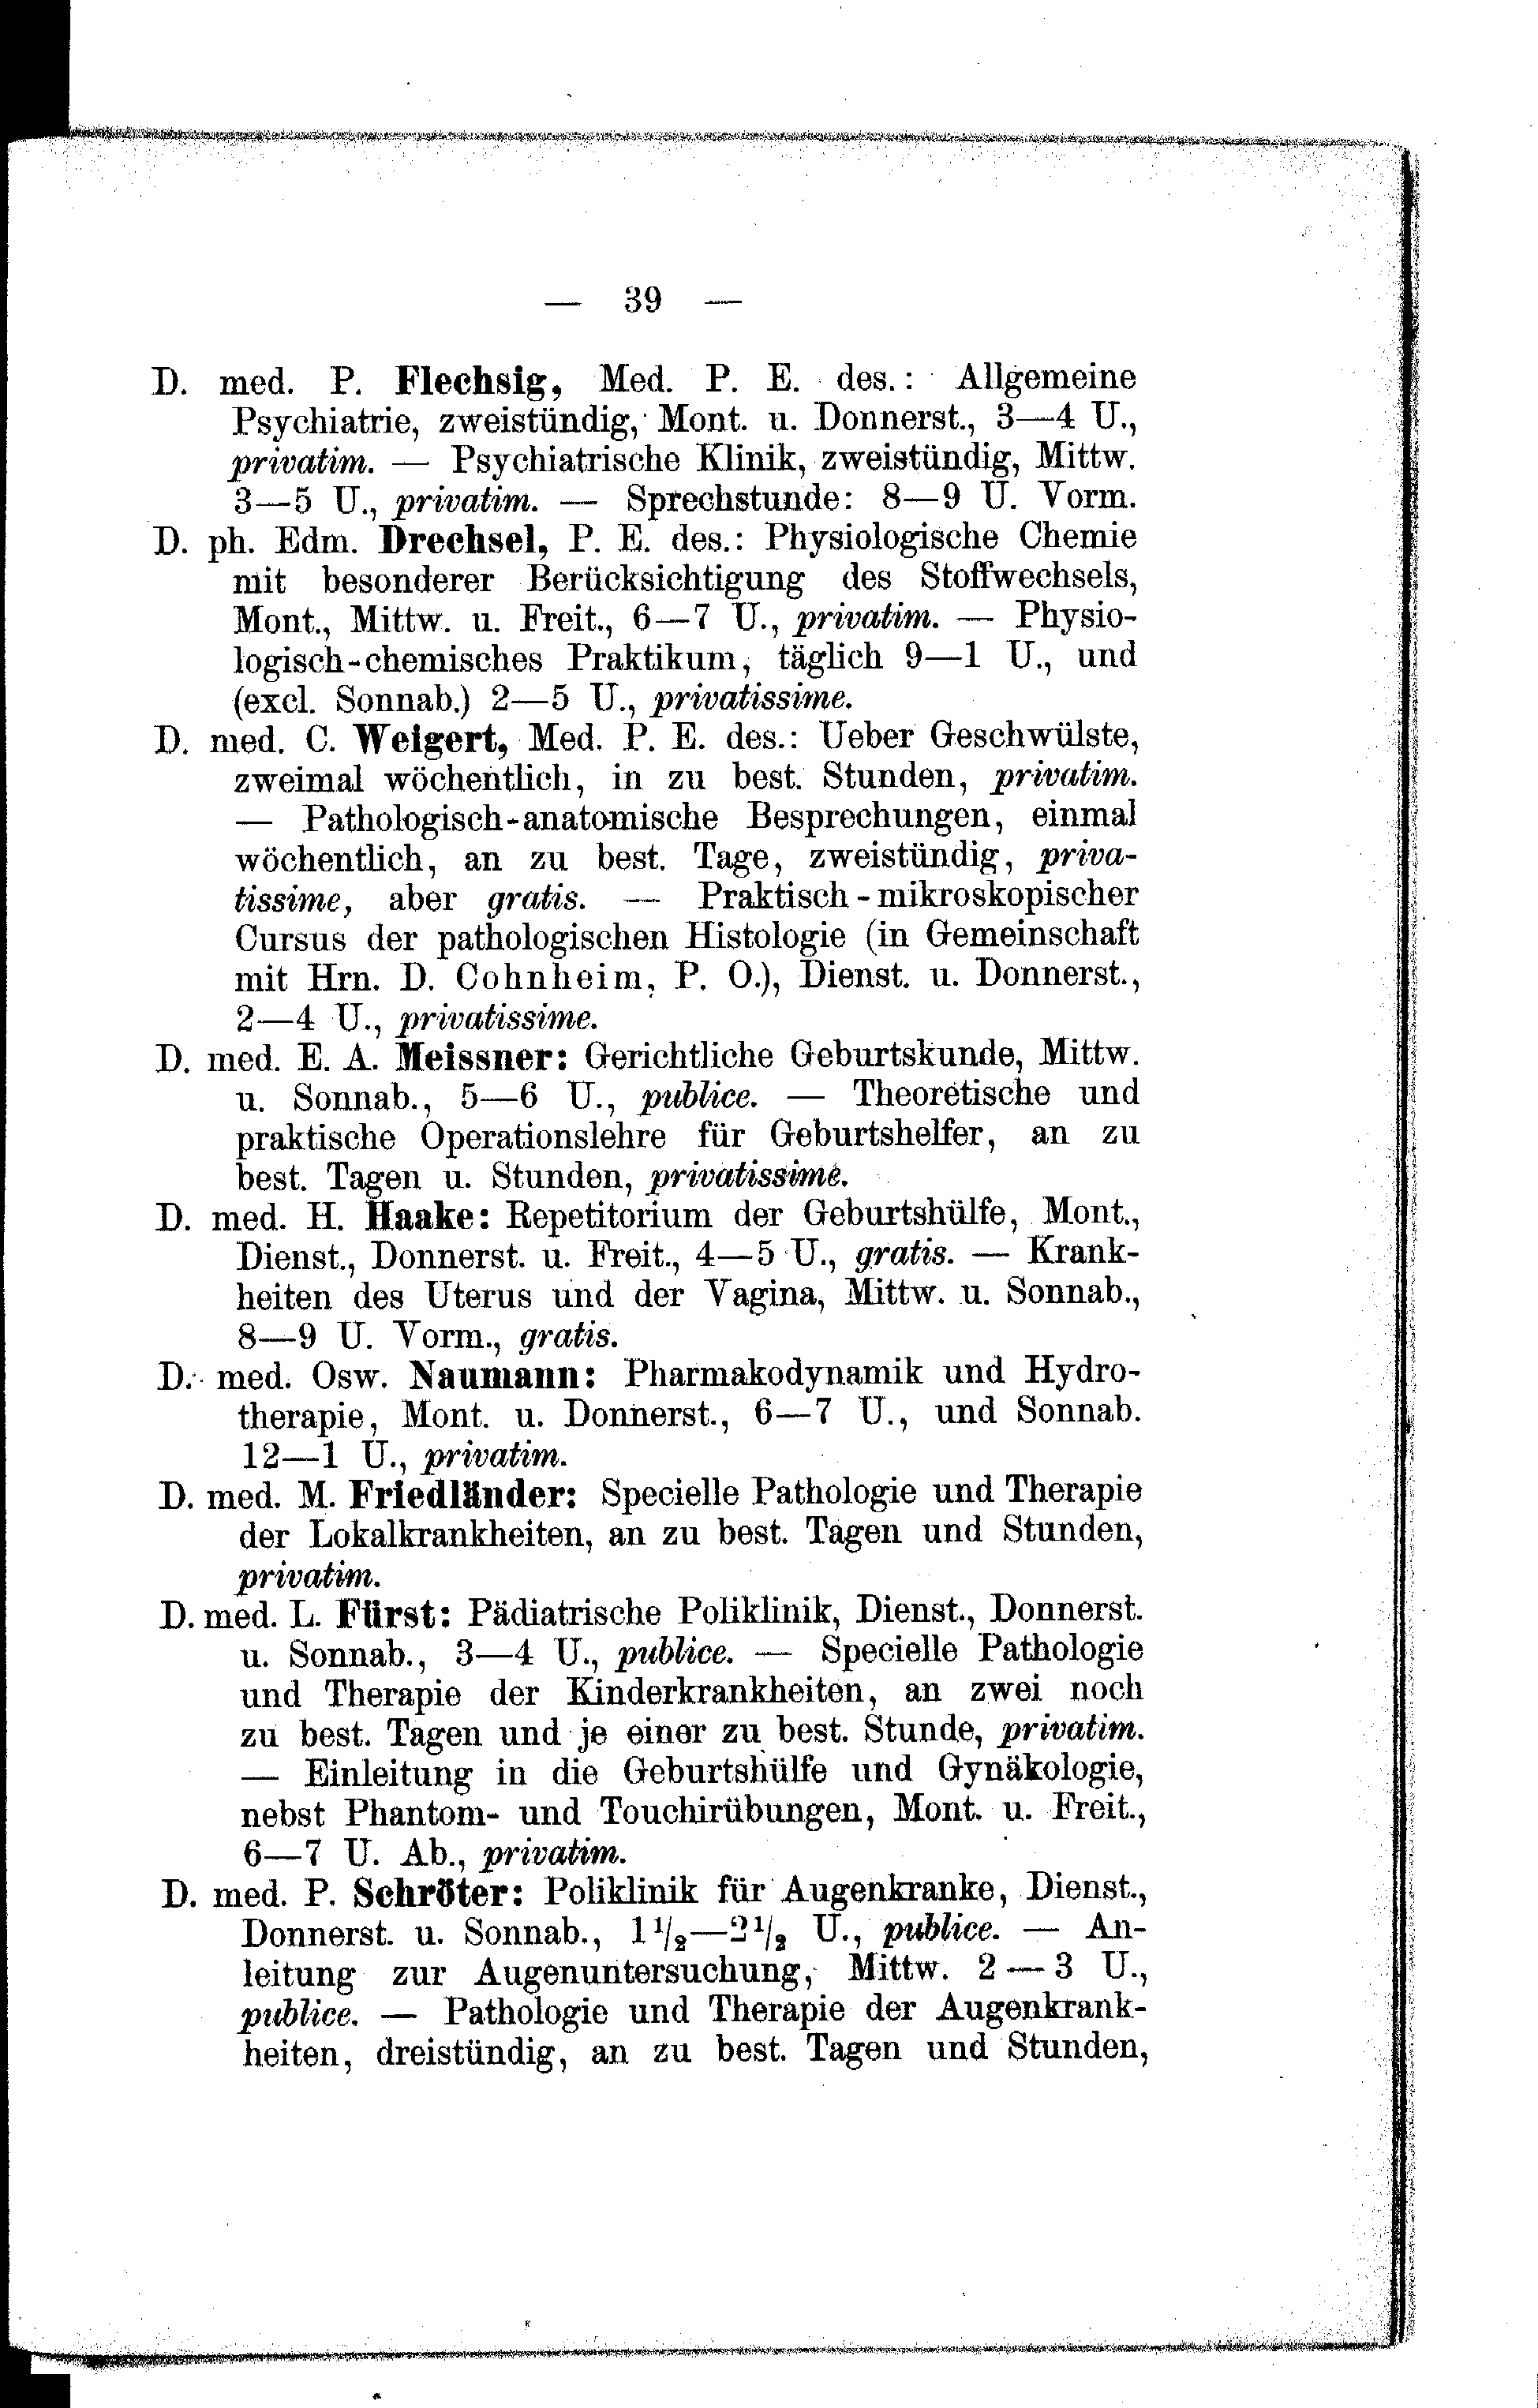 — 39 —
D. med. P. Flechsig, Med. P. E. des.: Allgemeine
Psychiatrie, zweistündig, Mont. u. Donnerst., 3—4 U.,
privatim. — Psychiatrische Klinik, zweistündig, Mittw.
3—5 U., privatim. — Sprechstunde: 8—9 U. Vorm.
D. ph. Edm. Drechsel, P. E. des.: Physiologische Chemie
mit besonderer Berücksichtigung des Stoffwechsels,
Mont., Mittw. u. Freit., 6—7 U., privatim. — Physio-
logisch-chemisches Praktikum, täglich 9—1 U., und
(excl. Sonnab.) 2—5 U., privatissime.
D. med. C. Weigert, Med. P. E. des.: Ueber Geschwülste,
zweimal wöchentlich, in zu best. Stunden, privatim.
— Pathologisch-anatomische Besprechungen, einmal
wöchentlich, an zu best. Tage, zweistündig, priva-
tissime, aber gratis. — Praktisch-mikroskopischer
Cursus der pathologischen Histologie (in Gemeinschaft
mit Hrn. D. Cohnheim, P. O.), Dienst. u. Donnerst.,
2—4 U., privatissime.
D. med. E. A. Meissner: Gerichtliche Geburtskunde, Mittw.
u. Sonnab., 5—6 U., publice. — Theoretische und
praktische Operationslehre für Geburtshelfer, an zu
best. Tagen u. Stunden, privatissime.
D. med. H. Haake: Repetitorium der Geburtshülfe, Mont.,
Dienst., Donnerst. u. Freit., 4—5 U., gratis. — Krank-
heiten des Uterus und der Vagina, Mittw. u. Sonnab.,
8—9 U. Vorm., gratis.
D. med. Osw. Naumann: Pharmakodynamik und Hydro-
therapie, Mont. u. Donnerst., 6—7 U., und Sonnab.
12—1 U., privatim.
D. med. M. Friedländer: Specielle Pathologie und Therapie
der Lokalkrankheiten, an zu best. Tagen und Stunden,
privatim.
D. med. L. Fürst: Pädiatrische Poliklinik, Dienst., Donnerst.
u. Sonnab., 3—4 U., publice. — Specielle Pathologie
und Therapie der Kinderkrankheiten, an zwei noch
zu best. Tagen und je einer zu best. Stunde, privatim.
— Einleitung in die Geburtshülfe und Gynäkologie,
nebst Phantom- und Touchirübungen, Mont. u. Freit.,
6—7 U. Ab., privatim.
D. med. P. Schröter: Poliklinik für Augenkranke, Dienst.,
Donnerst. u. Sonnab., 1 1/2—2 1/2 U., publice. — An-
leitung zur Augenuntersuchung, Mittw. 2—3 U.,
publice. — Pathologie und Therapie der Augenkrank-
heiten, dreistündig, an zu best. Tagen und Stunden,